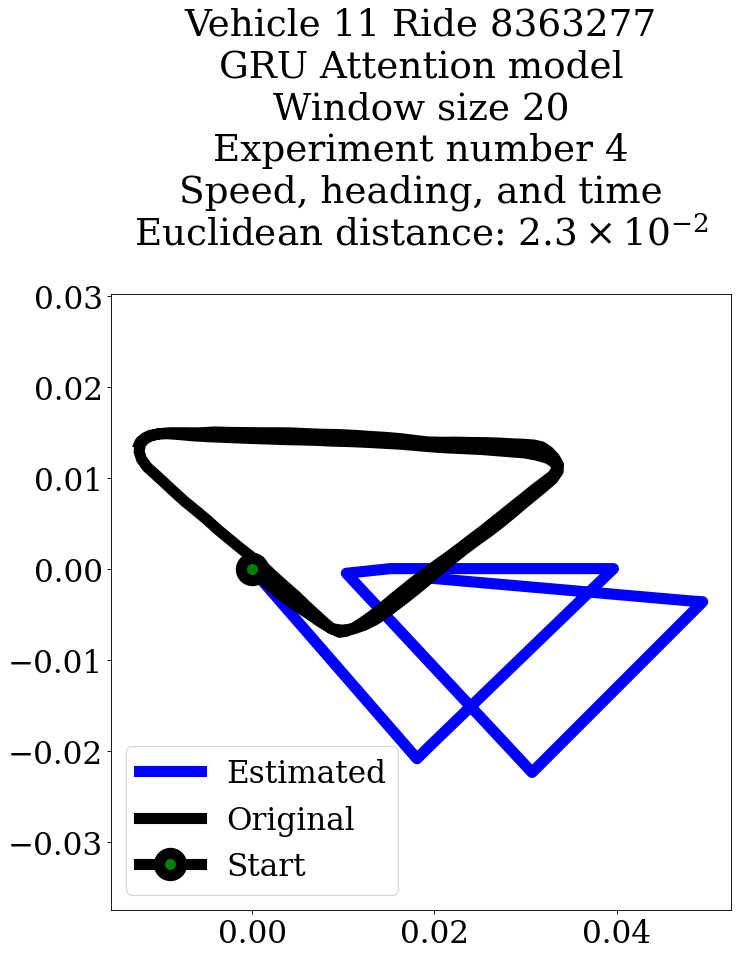 Vehicle 11 Ride 8363277
GRU Attention model
Window size 20
Experiment number 4
Speed, heading, and time
Euclidean distance: 2.3 × 10⁻²
0.03
0.02
0.01
0.00
−0.01
−0.02
−0.03
Estimated
Original
Start
0.00 0.02 0.04